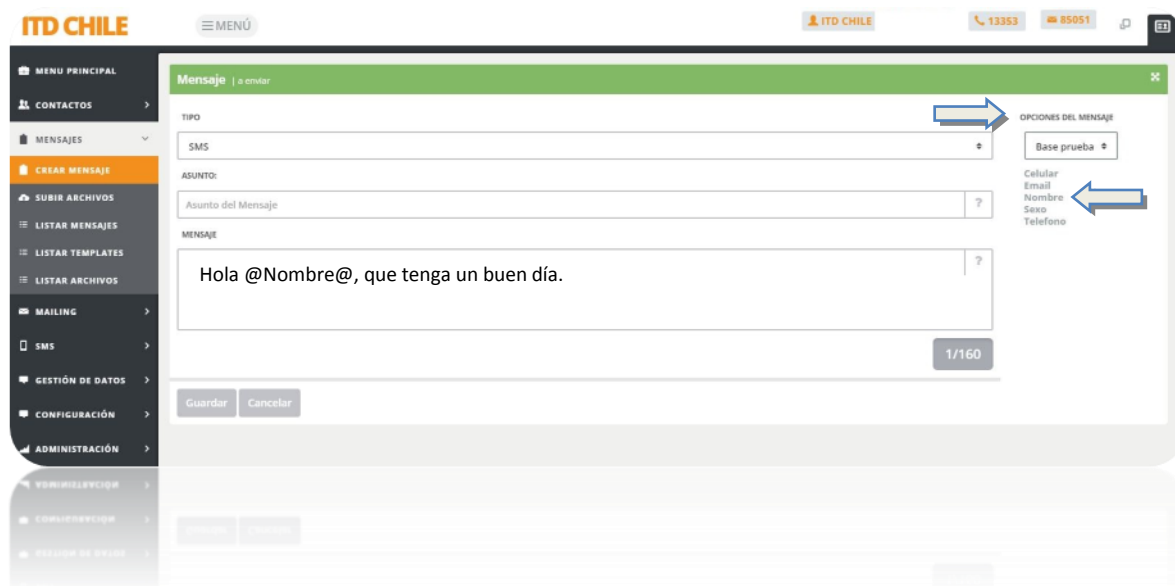 ITD CHILE
MENÚ
ITD CHILE
13353
85051
MENU PRINCIPAL
CONTACTOS
MENSAJES
CREAR MENSAJE
SUBIR ARCHIVOS
LISTAR MENSAJES
LISTAR TEMPLATES
LISTAR ARCHIVOS
MAILING
SMS
GESTIÓN DE DATOS
CONFIGURACIÓN
ADMINISTRACIÓN
Mensaje | a enviar
TIPO
SMS
ASUNTO:
Asunto del Mensaje
?
MENSAJE
Hola @Nombre@, que tenga un buen día.
?
1/160
Guardar Cancelar
OPCIONES DEL MENSAJE
Base prueba
Celular
Email
Nombre
Sexo
Telefono